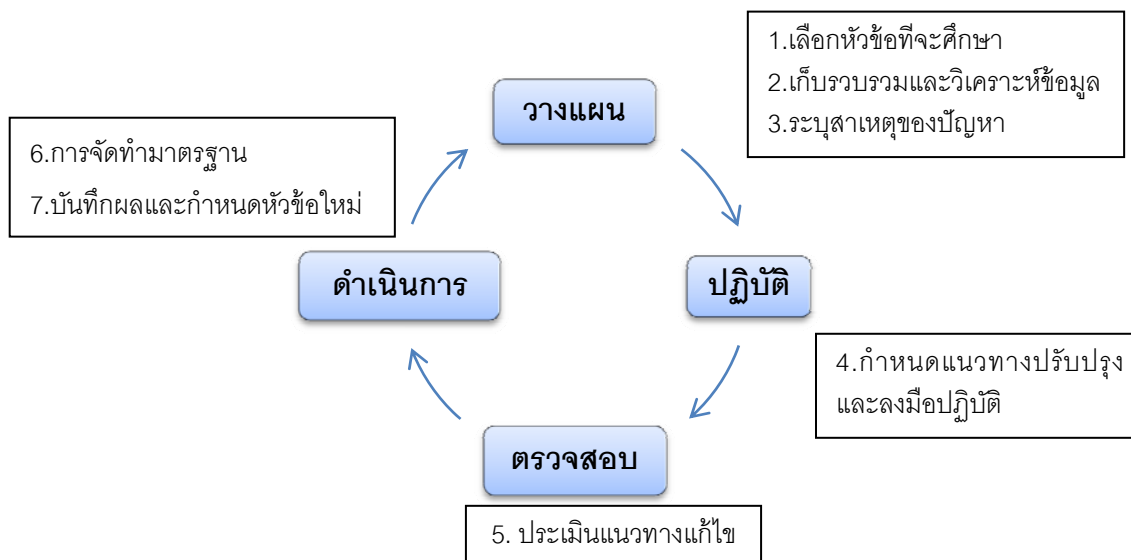 1.เลือกหัวข้อที่จะศึกษา
2.เก็บรวบรวมและวิเคราะห์ข้อมูล
3.ระบุสาเหตุของปัญหา
วางแผน
6.การจัดทำมาตรฐาน
7.บันทึกผลและกำหนดหัวข้อใหม่
ดำเนินการ
ปฏิบัติ
4.กำหนดแนวทางปรับปรุง
และลงมือปฏิบัติ
ตรวจสอบ
5. ประเมินแนวทางแก้ไข